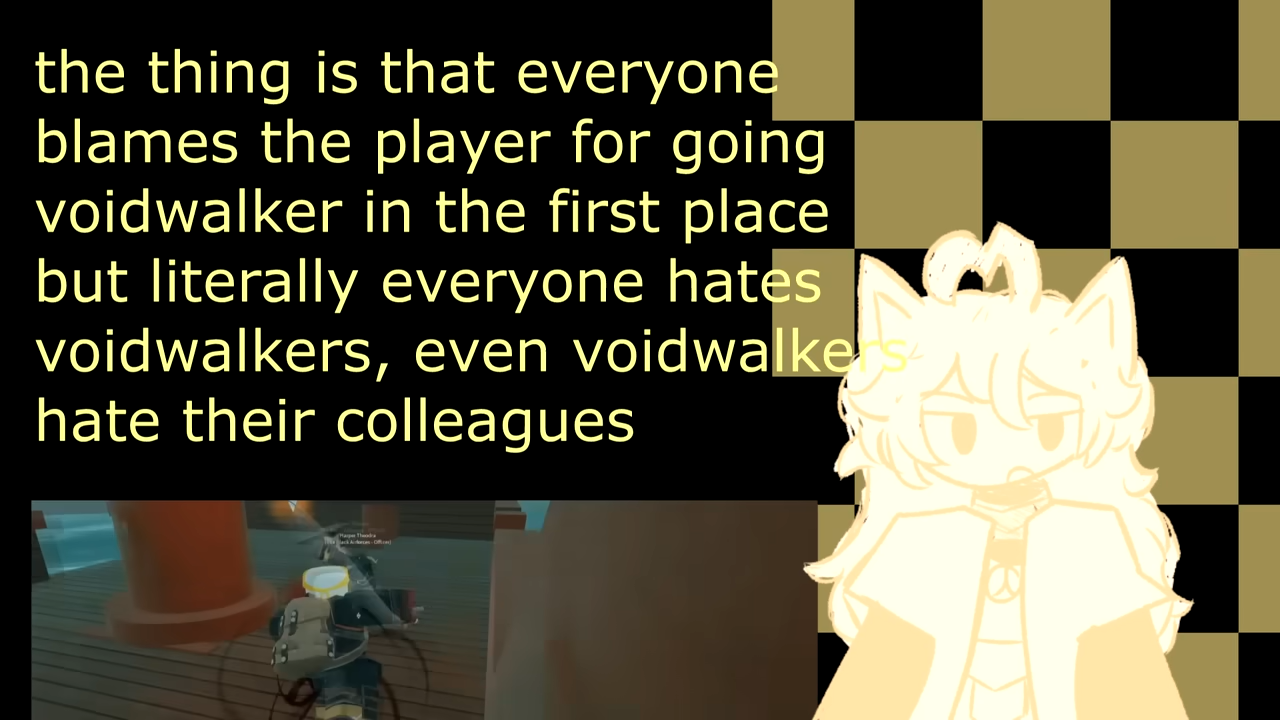 the thing is that everyone
blames the player for going
voidwalker in the first place
but literally everyone hates
voidwalkers, even voidwalkers
hate their colleagues